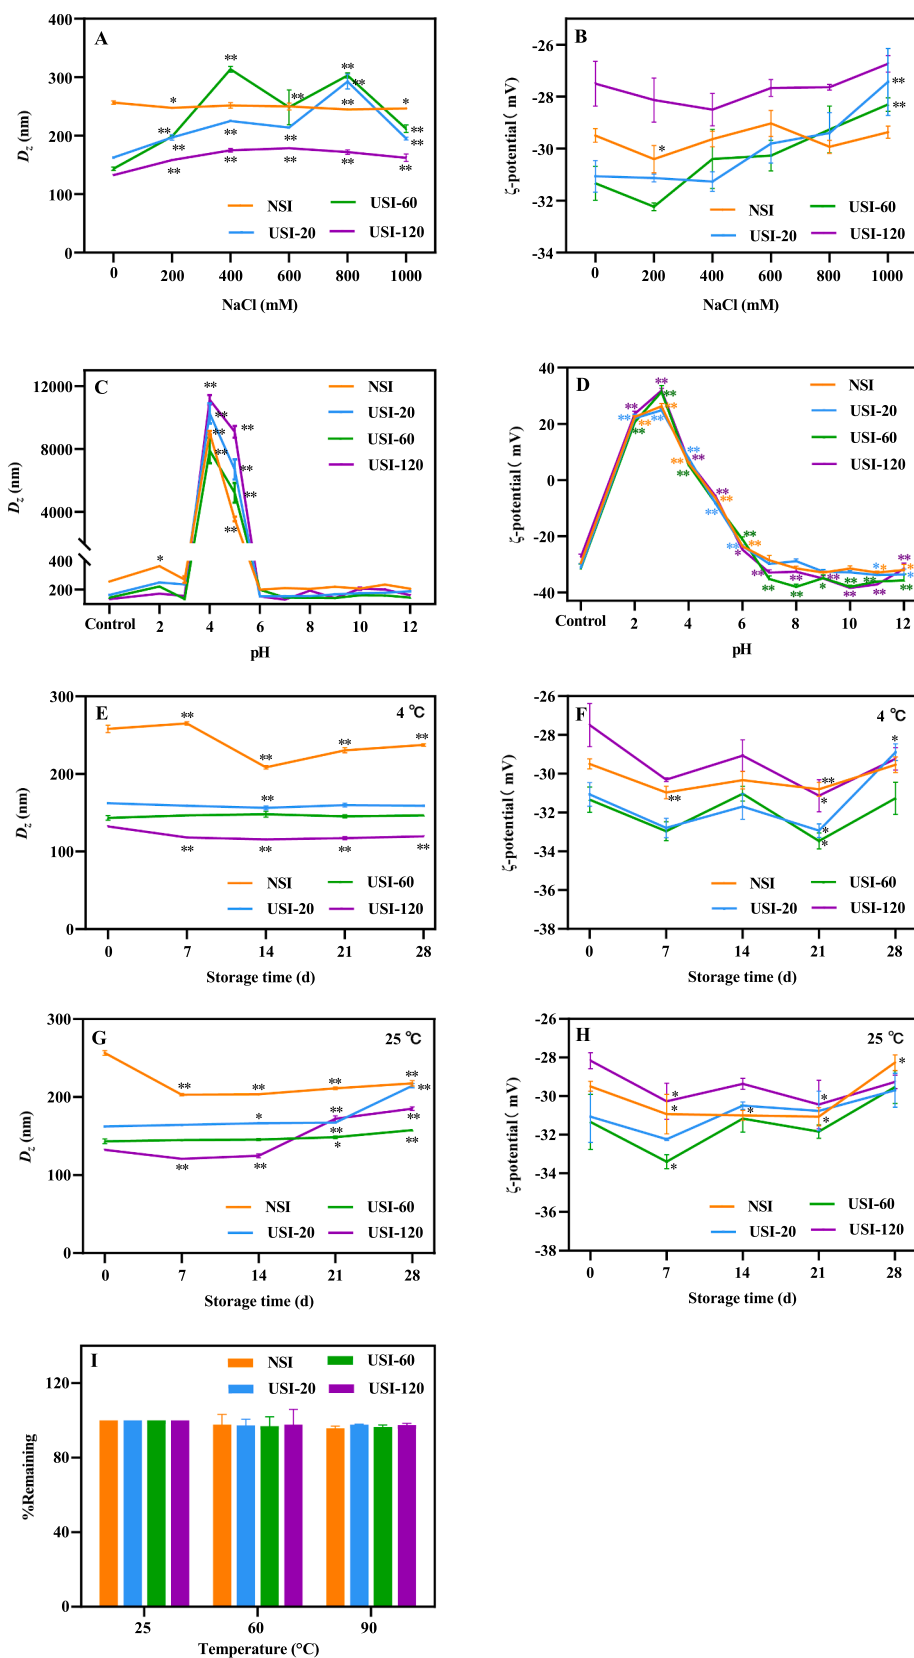 A
400
300
200
100
0
Dz (nm)
** * ** ** ** ** ** * ** ** ** ** ** ** ** ** ** **
NSI
USI-60
USI-20
USI-120
0 200 400 600 800 1000
NaCl (mM)
B
-26
-28
-30
-32
-34
ζ-potential( mV)
* ** **
NSI
USI-60
USI-20
USI-120
0 200 400 600 800 1000
NaCl (mM)
C
12000
8000
4000
400
200
Dz (nm)
* ** ** ** ** ** ** ** **
NSI
USI-20
USI-60
USI-120
Control 2 4 6 8 10 12
pH
D
40
20
0
-20
-40
ζ-potential( mV)
NSI
USI-20
USI-60
USI-120
Control 2 4 6 8 10 12
pH
E
4 ℃
300
200
100
0
Dz (nm)
** ** ** ** ** ** ** ** **
NSI
USI-60
USI-20
USI-120
0 7 14 21 28
Storage time (d)
F
4 ℃
-26
-28
-30
-32
-34
-36
-38
ζ-potential( mV)
** ** * * * *
NSI
USI-60
USI-20
USI-120
0 7 14 21 28
Storage time (d)
G
25 ℃
300
200
100
0
Dz (nm)
** ** ** ** ** * ** ** * ** ** ** **
NSI
USI-60
USI-20
USI-120
0 7 14 21 28
Storage time (d)
H
25 ℃
-26
-28
-30
-32
-34
-36
-38
ζ-potential( mV)
* * * * * *
NSI
USI-60
USI-20
USI-120
0 7 14 21 28
Storage time (d)
I
120
80
40
0
%Remaining
NSI
USI-60
USI-20
USI-120
25 60 90
Temperature (°C)